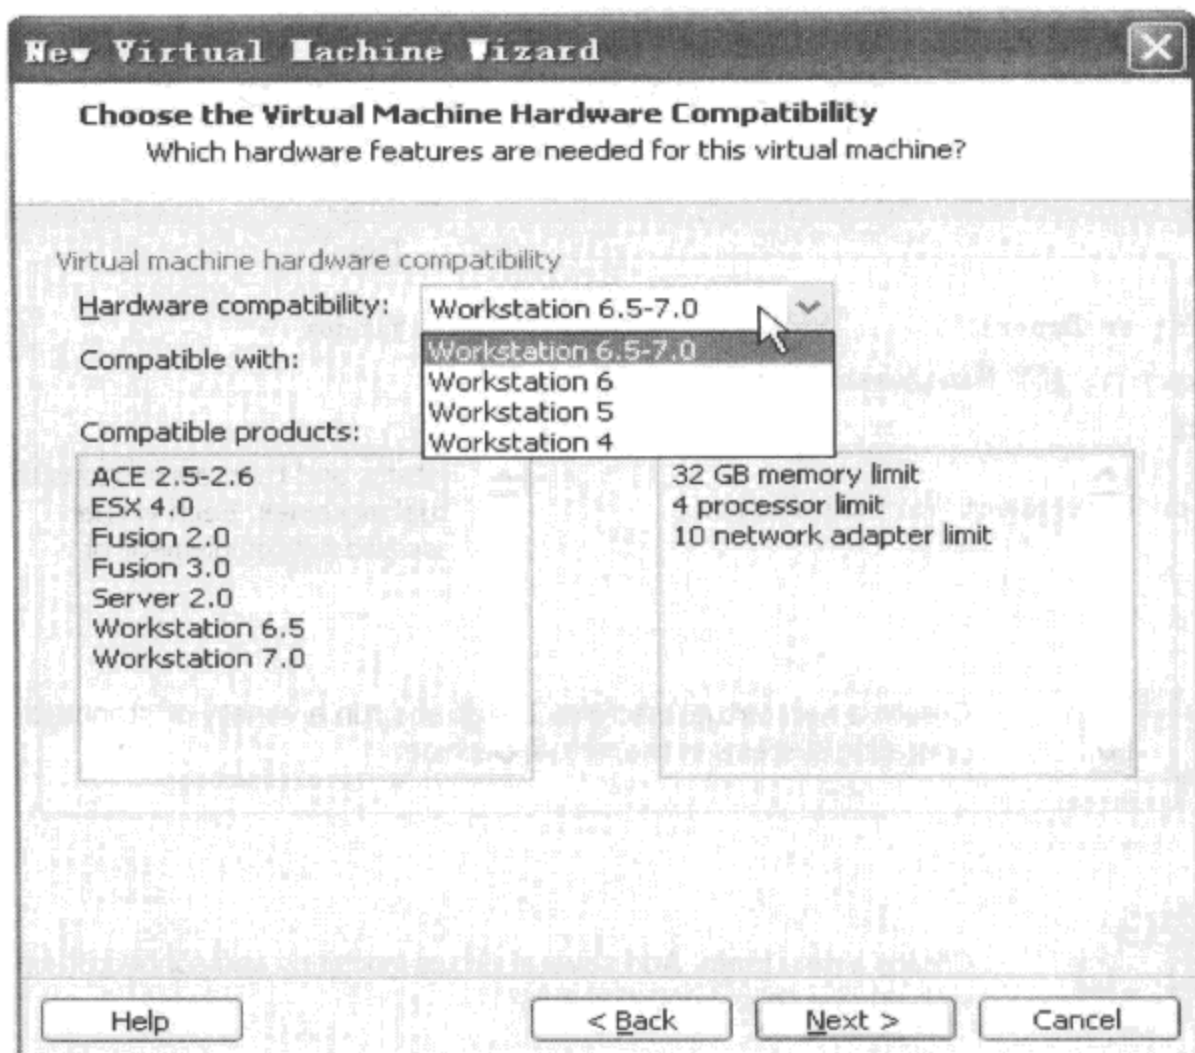 New Virtual Machine Wizard
Choose the Virtual Machine Hardware Compatibility
Which hardware features are needed for this virtual machine?
Virtual machine hardware compatibility
Hardware compatibility:
Workstation 6.5-7.0
Workstation 6.5-7.0
Workstation 6
Workstation 5
Workstation 4
Compatible with:
Compatible products:
ACE 2.5-2.6
ESX 4.0
Fusion 2.0
Fusion 3.0
Server 2.0
Workstation 6.5
Workstation 7.0
32 GB memory limit
4 processor limit
10 network adapter limit
Help
< Back
Next >
Cancel